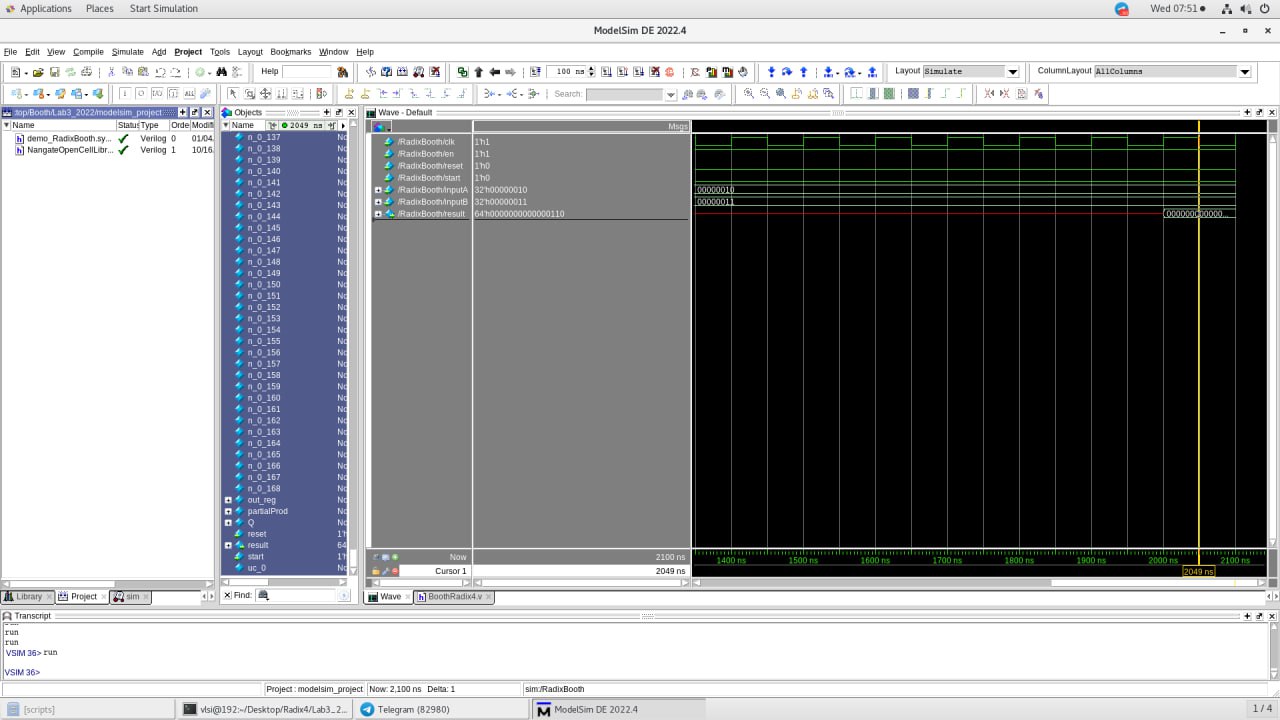 Applications Places Start Simulation Wed 07:51
ModelSim DE 2022.4
File Edit View Compile Simulate Add Project Tools Layout Bookmarks Window Help
Help 100 ns Layout Simulate ColumnLayout AllColumns
Search:
:top/Booth/Lab3_2022/modelsim_project
Name Status Type Orde Modifi
demo_RadixBooth.sy... Verilog 0 01/04.
NangateOpenCellLibr... Verilog 1 10/16.
Objects
Name 2049 ns
n_0_137 Nc
n_0_138 Nc
n_0_139 Nc
n_0_140 Nc
n_0_141 Nc
n_0_142 Nc
n_0_143 Nc
n_0_144 Nc
n_0_145 Nc
n_0_146 Nc
n_0_147 Nc
n_0_148 Nc
n_0_149 Nc
n_0_150 Nc
n_0_151 Nc
n_0_152 Nc
n_0_153 Nc
n_0_154 Nc
n_0_155 Nc
n_0_156 Nc
n_0_157 Nc
n_0_158 Nc
n_0_159 Nc
n_0_160 Nc
n_0_161 Nc
n_0_162 Nc
n_0_163 Nc
n_0_164 Nc
n_0_165 Nc
n_0_166 Nc
n_0_167 Nc
n_0_168 Nc
out_reg Nc
partialProd Nc
Q Nc
reset 1'h
result 64
start 1'h
uc_0 Nc
Wave - Default
Msgs
/RadixBooth/clk 1'h1
/RadixBooth/en 1'h1
/RadixBooth/reset 1'h0
/RadixBooth/start 1'h0
/RadixBooth/inputA 32'h00000010 00000010
/RadixBooth/inputB 32'h00000011 00000011
/RadixBooth/result 64'h0000000000000110 000000000000...
Now 2100 ns 1400 ns 1500 ns 1600 ns 1700 ns 1800 ns 1900 ns 2000 ns 2100 ns
Cursor 1 2049 ns 2049 ns
Library Project sim
Find:
Wave BoothRadix4.v
Transcript
run
run
VSIM 36> run
VSIM 36>
Project : modelsim_project Now: 2,100 ns Delta: 1 sim:/RadixBooth
[scripts] vlsi@192:~/Desktop/Radix4/Lab3_2... Telegram (82980) ModelSim DE 2022.4 1 / 4